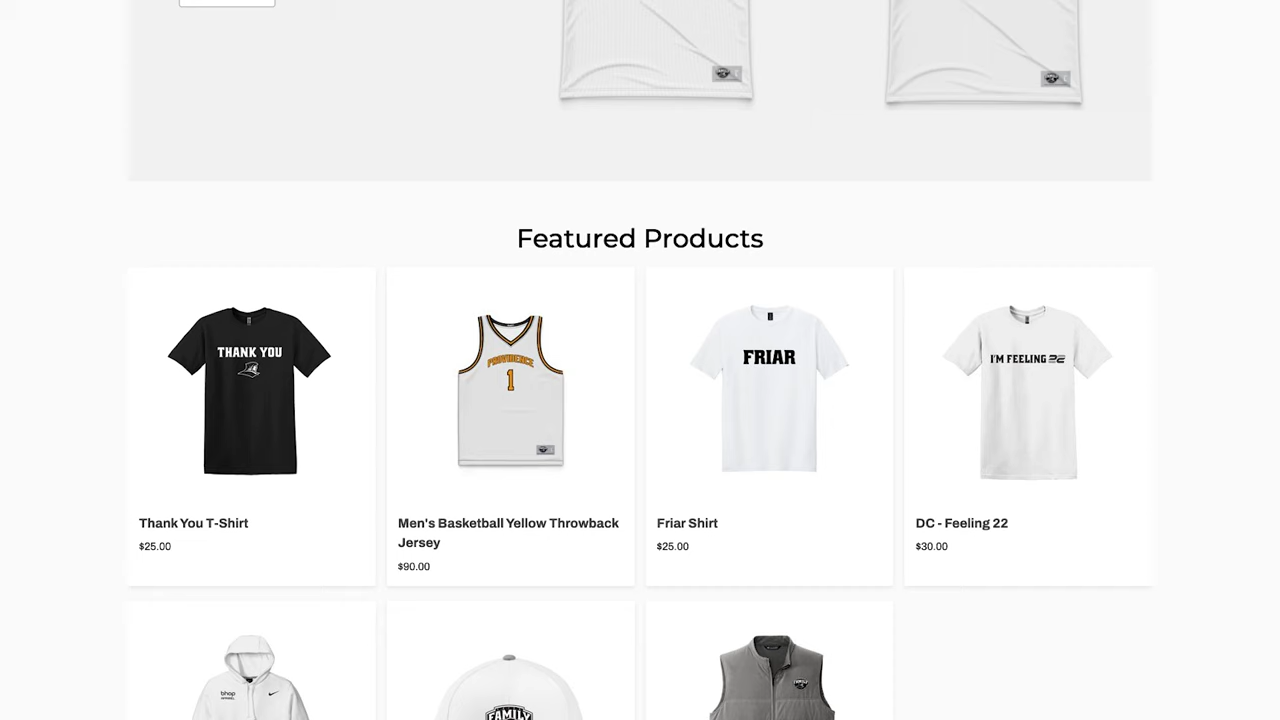 Featured Products
THANK YOU
PROVIDENCE
1
FRIAR
I'M FEELING 22
Thank You T-Shirt
$25.00
Men's Basketball Yellow Throwback
Jersey
$90.00
Friar Shirt
$25.00
DC - Feeling 22
$30.00
FAMILY
FAMILY